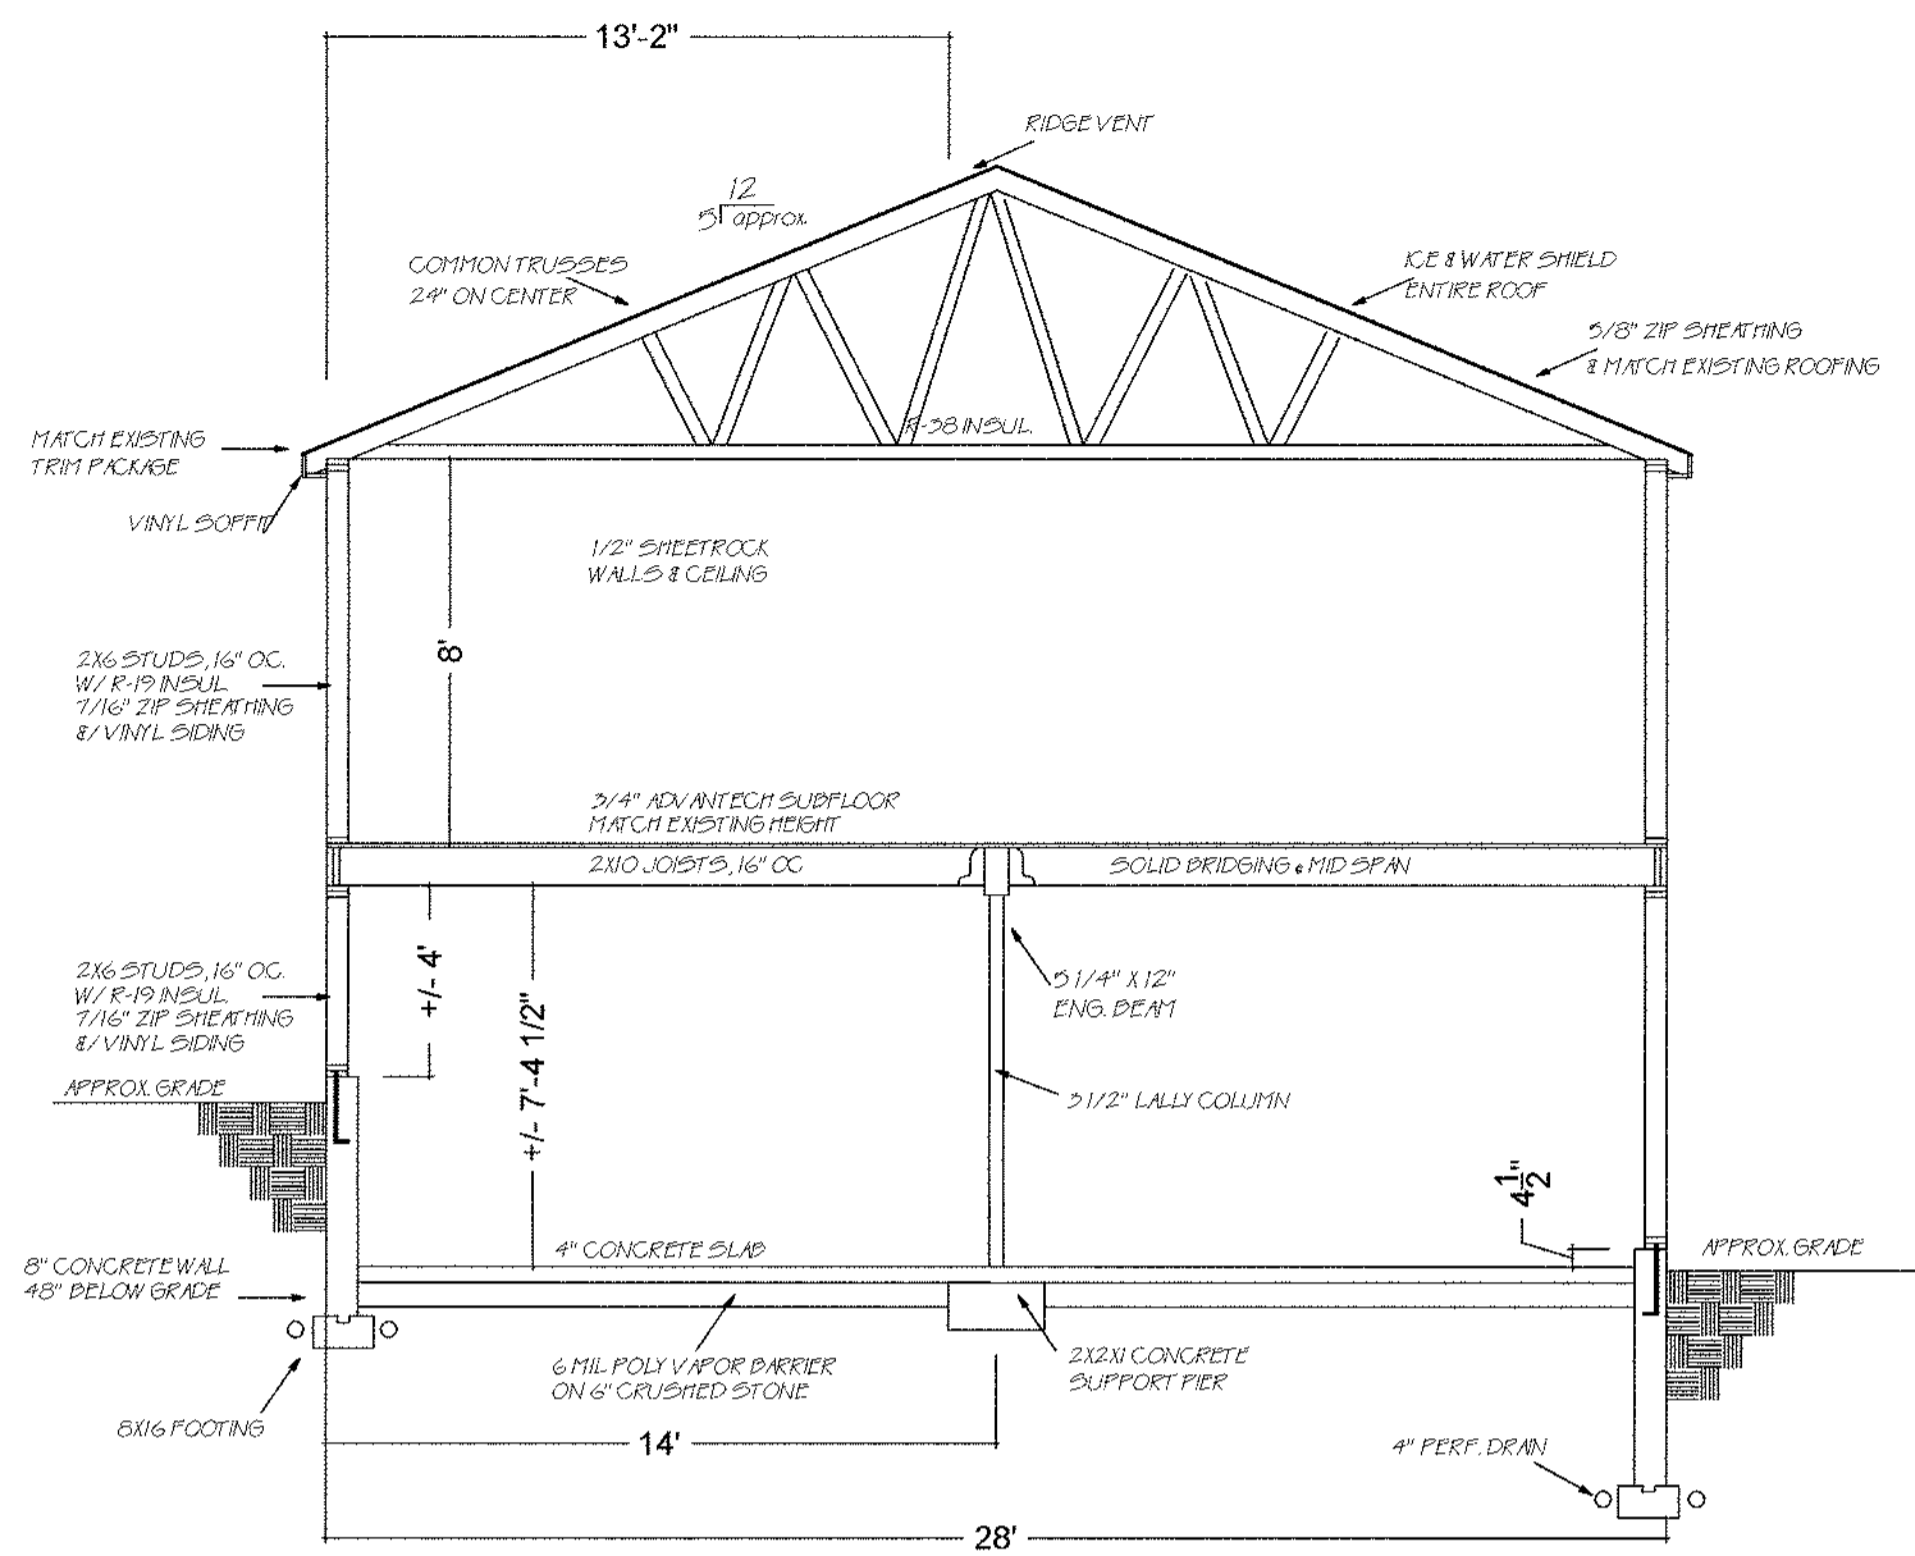 13'-2"
RIDGE VENT
12
5 approx.
COMMON TRUSSES
24" ON CENTER
ICE & WATER SHIELD
ENTIRE ROOF
5/8" ZIP SHEATHING
& MATCH EXISTING ROOFING
MATCH EXISTING
TRIM PACKAGE
R-38 INSUL.
VINYL SOFFIT
1/2" SHEETROCK
WALLS & CEILING
8'
2X6 STUDS, 16" OC.
W/ R-19 INSUL
7/16" ZIP SHEATHING
&/ VINYL SIDING
3/4" ADVANTECH SUBFLOOR
MATCH EXISTING HEIGHT
2X10 JOISTS, 16" OC
SOLID BRIDGING @ MID SPAN
2X6 STUDS, 16" OC.
W/ R-19 INSUL.
7/16" ZIP SHEATHING
&/ VINYL SIDING
+/- 4'
+/- 7'-4 1/2"
5 1/4" X 12"
ENG. BEAM
APPROX. GRADE
3 1/2" LALLY COLUMN
4 1/2"
4" CONCRETE SLAB
APPROX. GRADE
8" CONCRETE WALL
48" BELOW GRADE
6 MIL POLY VAPOR BARRIER
ON 6" CRUSHED STONE
2X2X1 CONCRETE
SUPPORT PIER
8X16 FOOTING
14'
4" PERF. DRAIN
28'